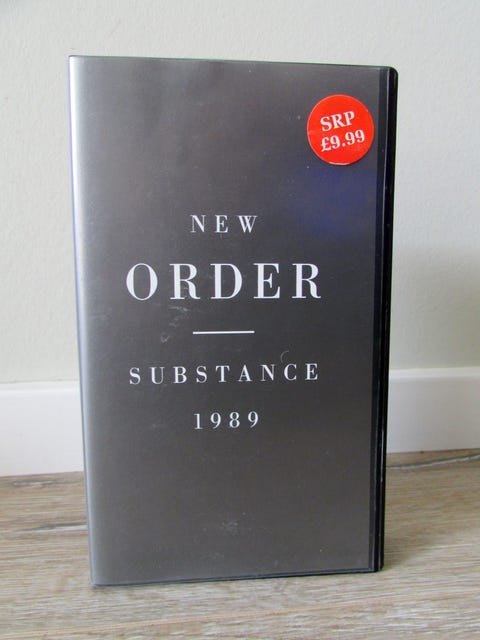 SRP
£9.99
NEW
ORDER
SUBSTANCE
1989